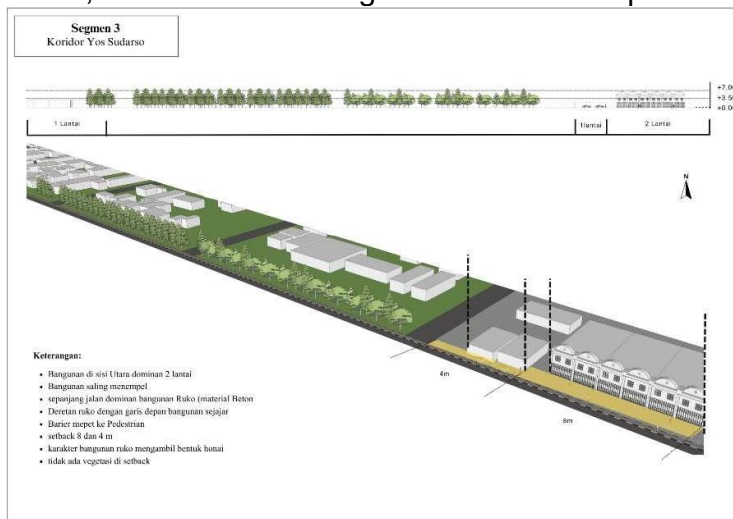 Segmen 3
Koridor Yos Sudarso
+7.00
+3.50
+0.00
1 Lantai
1lantai
2 Lantai
N
4m
8m
Keterangan:
• Bangunan di sisi Utara dominan 2 lantai
• Bangunan saling menempel
• sepanjang jalan dominan bangunan Ruko (material Beton
• Deretan ruko dengan garis depan bangunan sejajar
• Barier mepet ke Pedestrian
• setback 8 dan 4 m
• karakter bangunan ruko mengambil bentuk honai
• tidak ada vegetasi di setback